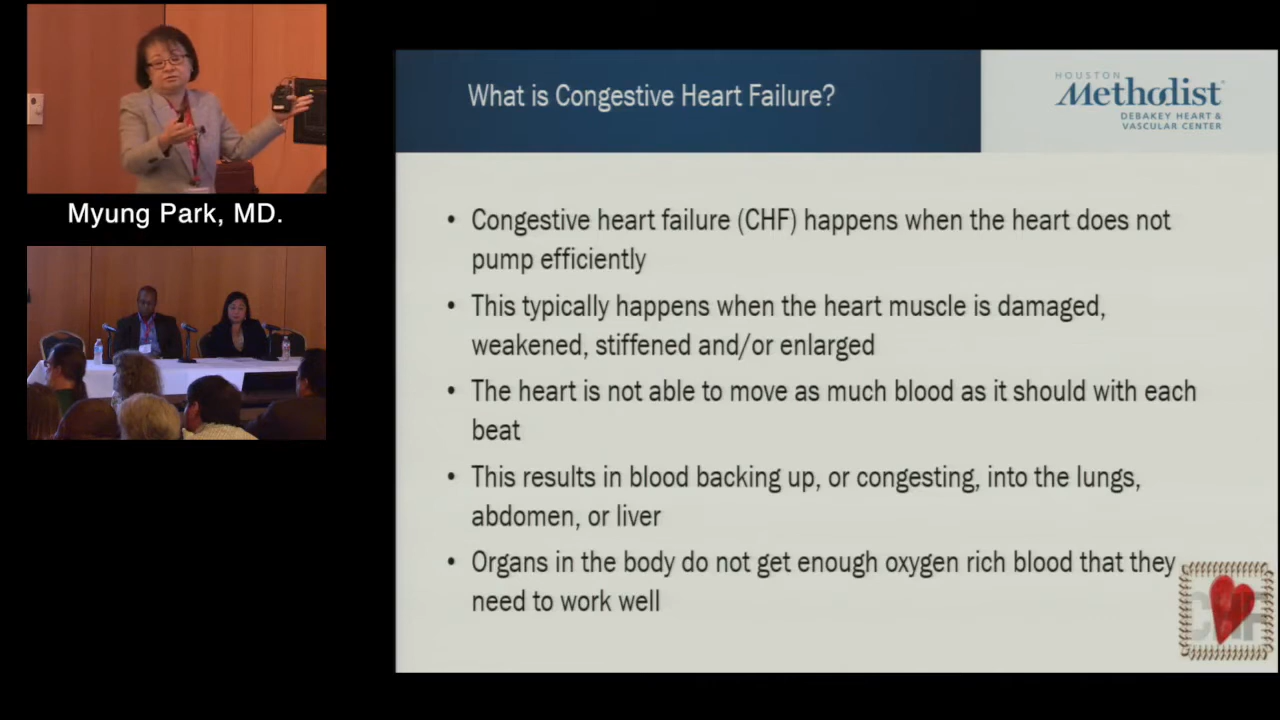 Myung Park, MD.
What is Congestive Heart Failure?
HOUSTON
Methodist
DEBAKEY HEART &
VASCULAR CENTER
• Congestive heart failure (CHF) happens when the heart does not
pump efficiently
• This typically happens when the heart muscle is damaged,
weakened, stiffened and/or enlarged
• The heart is not able to move as much blood as it should with each
beat
• This results in blood backing up, or congesting, into the lungs,
abdomen, or liver
• Organs in the body do not get enough oxygen rich blood that they
need to work well
CHF